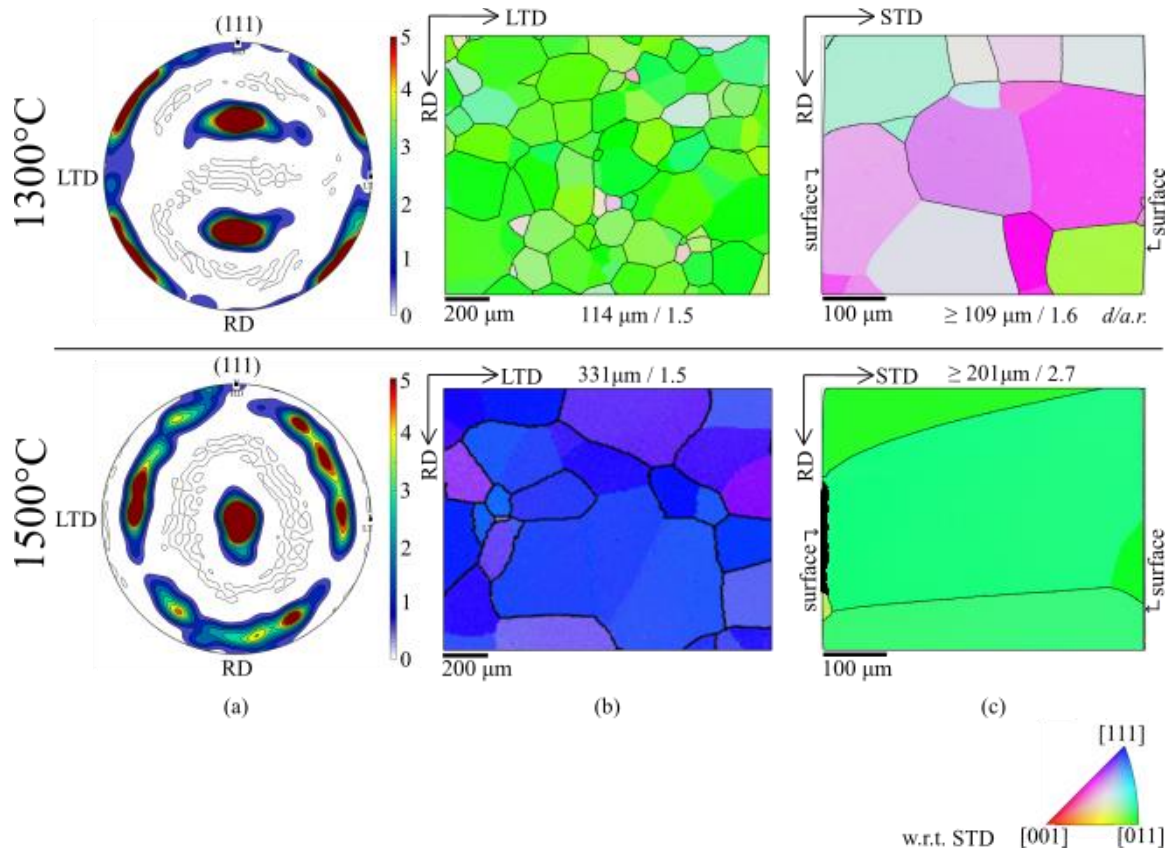 1300°C
(111)
LTD
RD
5
4
3
2
1
0
LTD
RD
200 µm
114 µm / 1.5
STD
RD
surface
surface
100 µm
≥ 109 µm / 1.6
d/a.r.
1500°C
(111)
LTD
RD
5
4
3
2
1
0
LTD
331µm / 1.5
RD
200 µm
STD
≥ 201µm / 2.7
RD
surface
surface
100 µm
(a)
(b)
(c)
[111]
w.r.t. STD
[001]
[011]